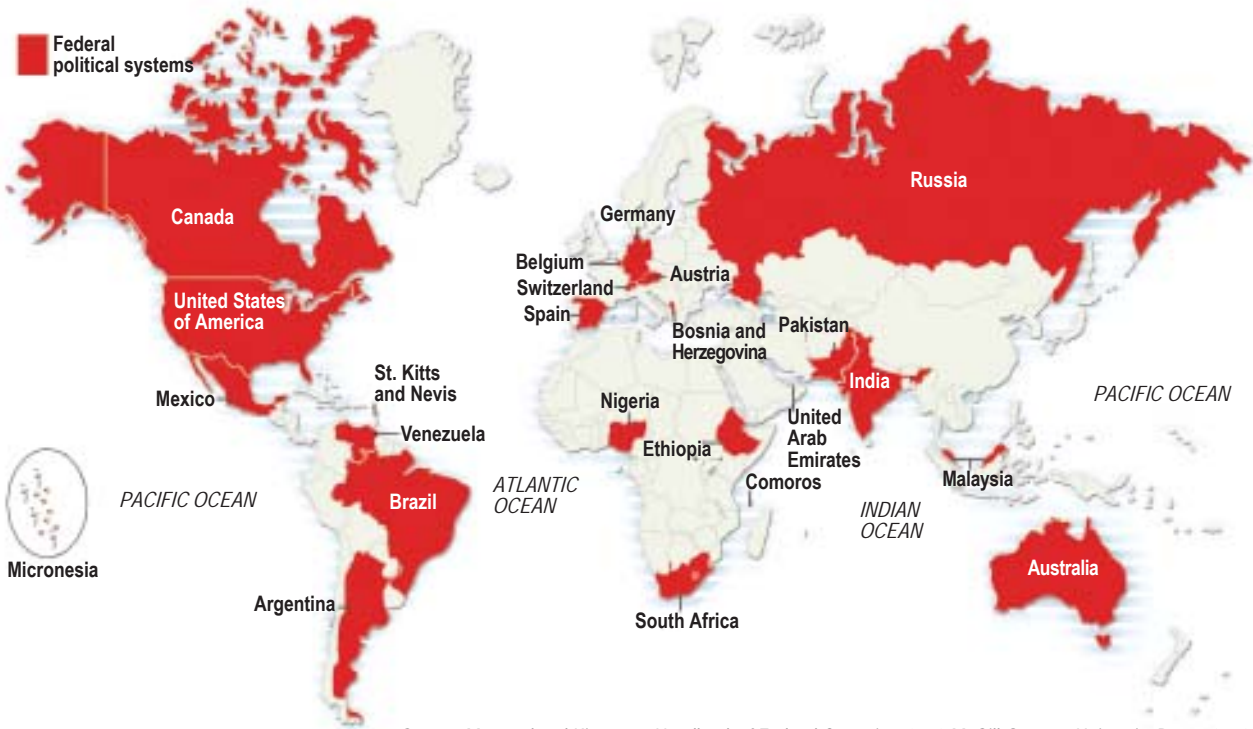 Federal
political systems
Canada
United States
of America
Mexico
St. Kitts
and Nevis
Venezuela
Brazil
Argentina
PACIFIC OCEAN
Micronesia
ATLANTIC
OCEAN
Germany
Belgium
Switzerland
Austria
Spain
Bosnia and
Herzegovina
Russia
Pakistan
India
Nigeria
Ethiopia
United
Arab
Emirates
Comoros
Malaysia
INDIAN
OCEAN
PACIFIC OCEAN
South Africa
Australia